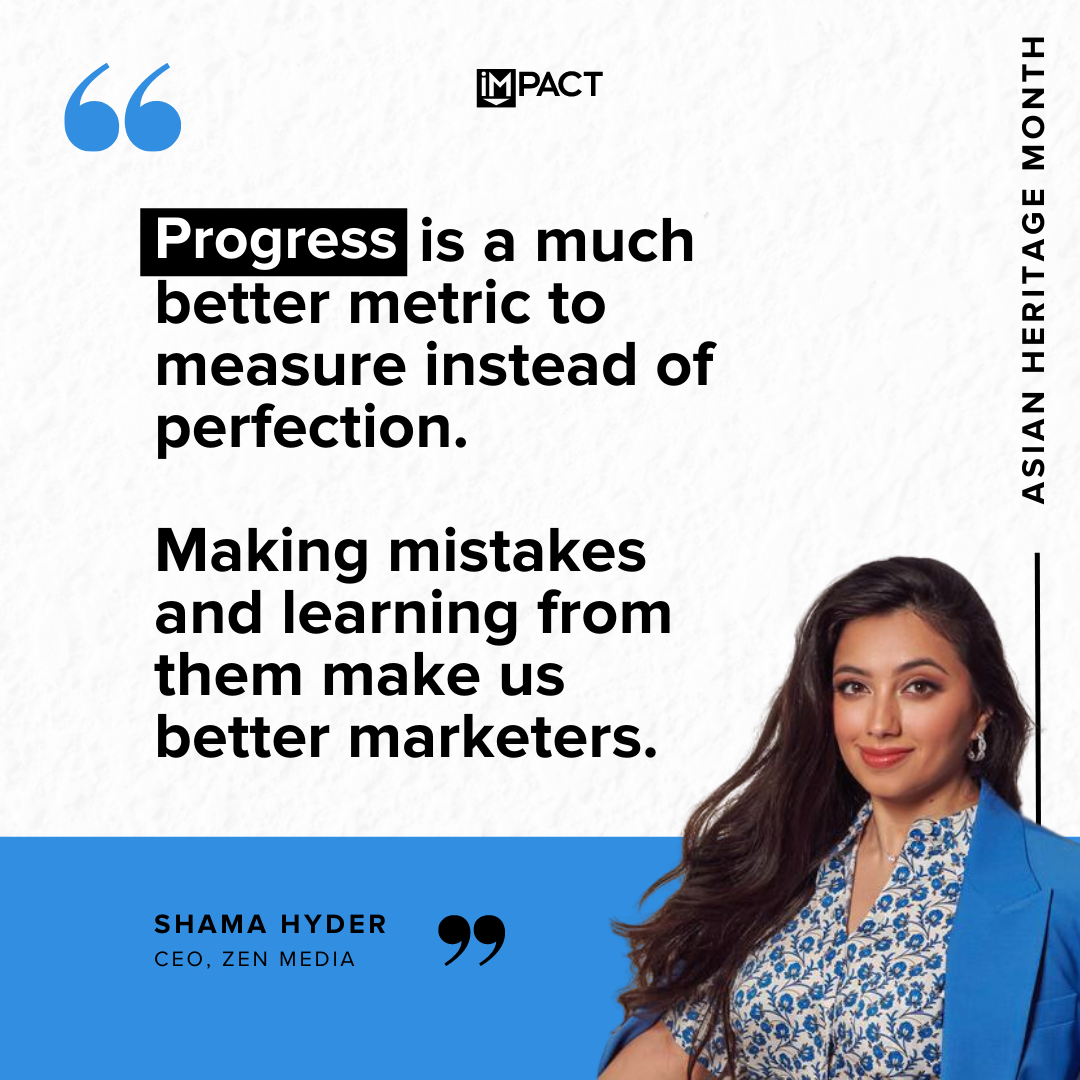 iMPACT
ASIAN HERITAGE MONTH
“
Progress is a much
better metric to
measure instead of
perfection.
Making mistakes
and learning from
them make us
better marketers.
SHAMA HYDER
CEO, ZEN MEDIA
”